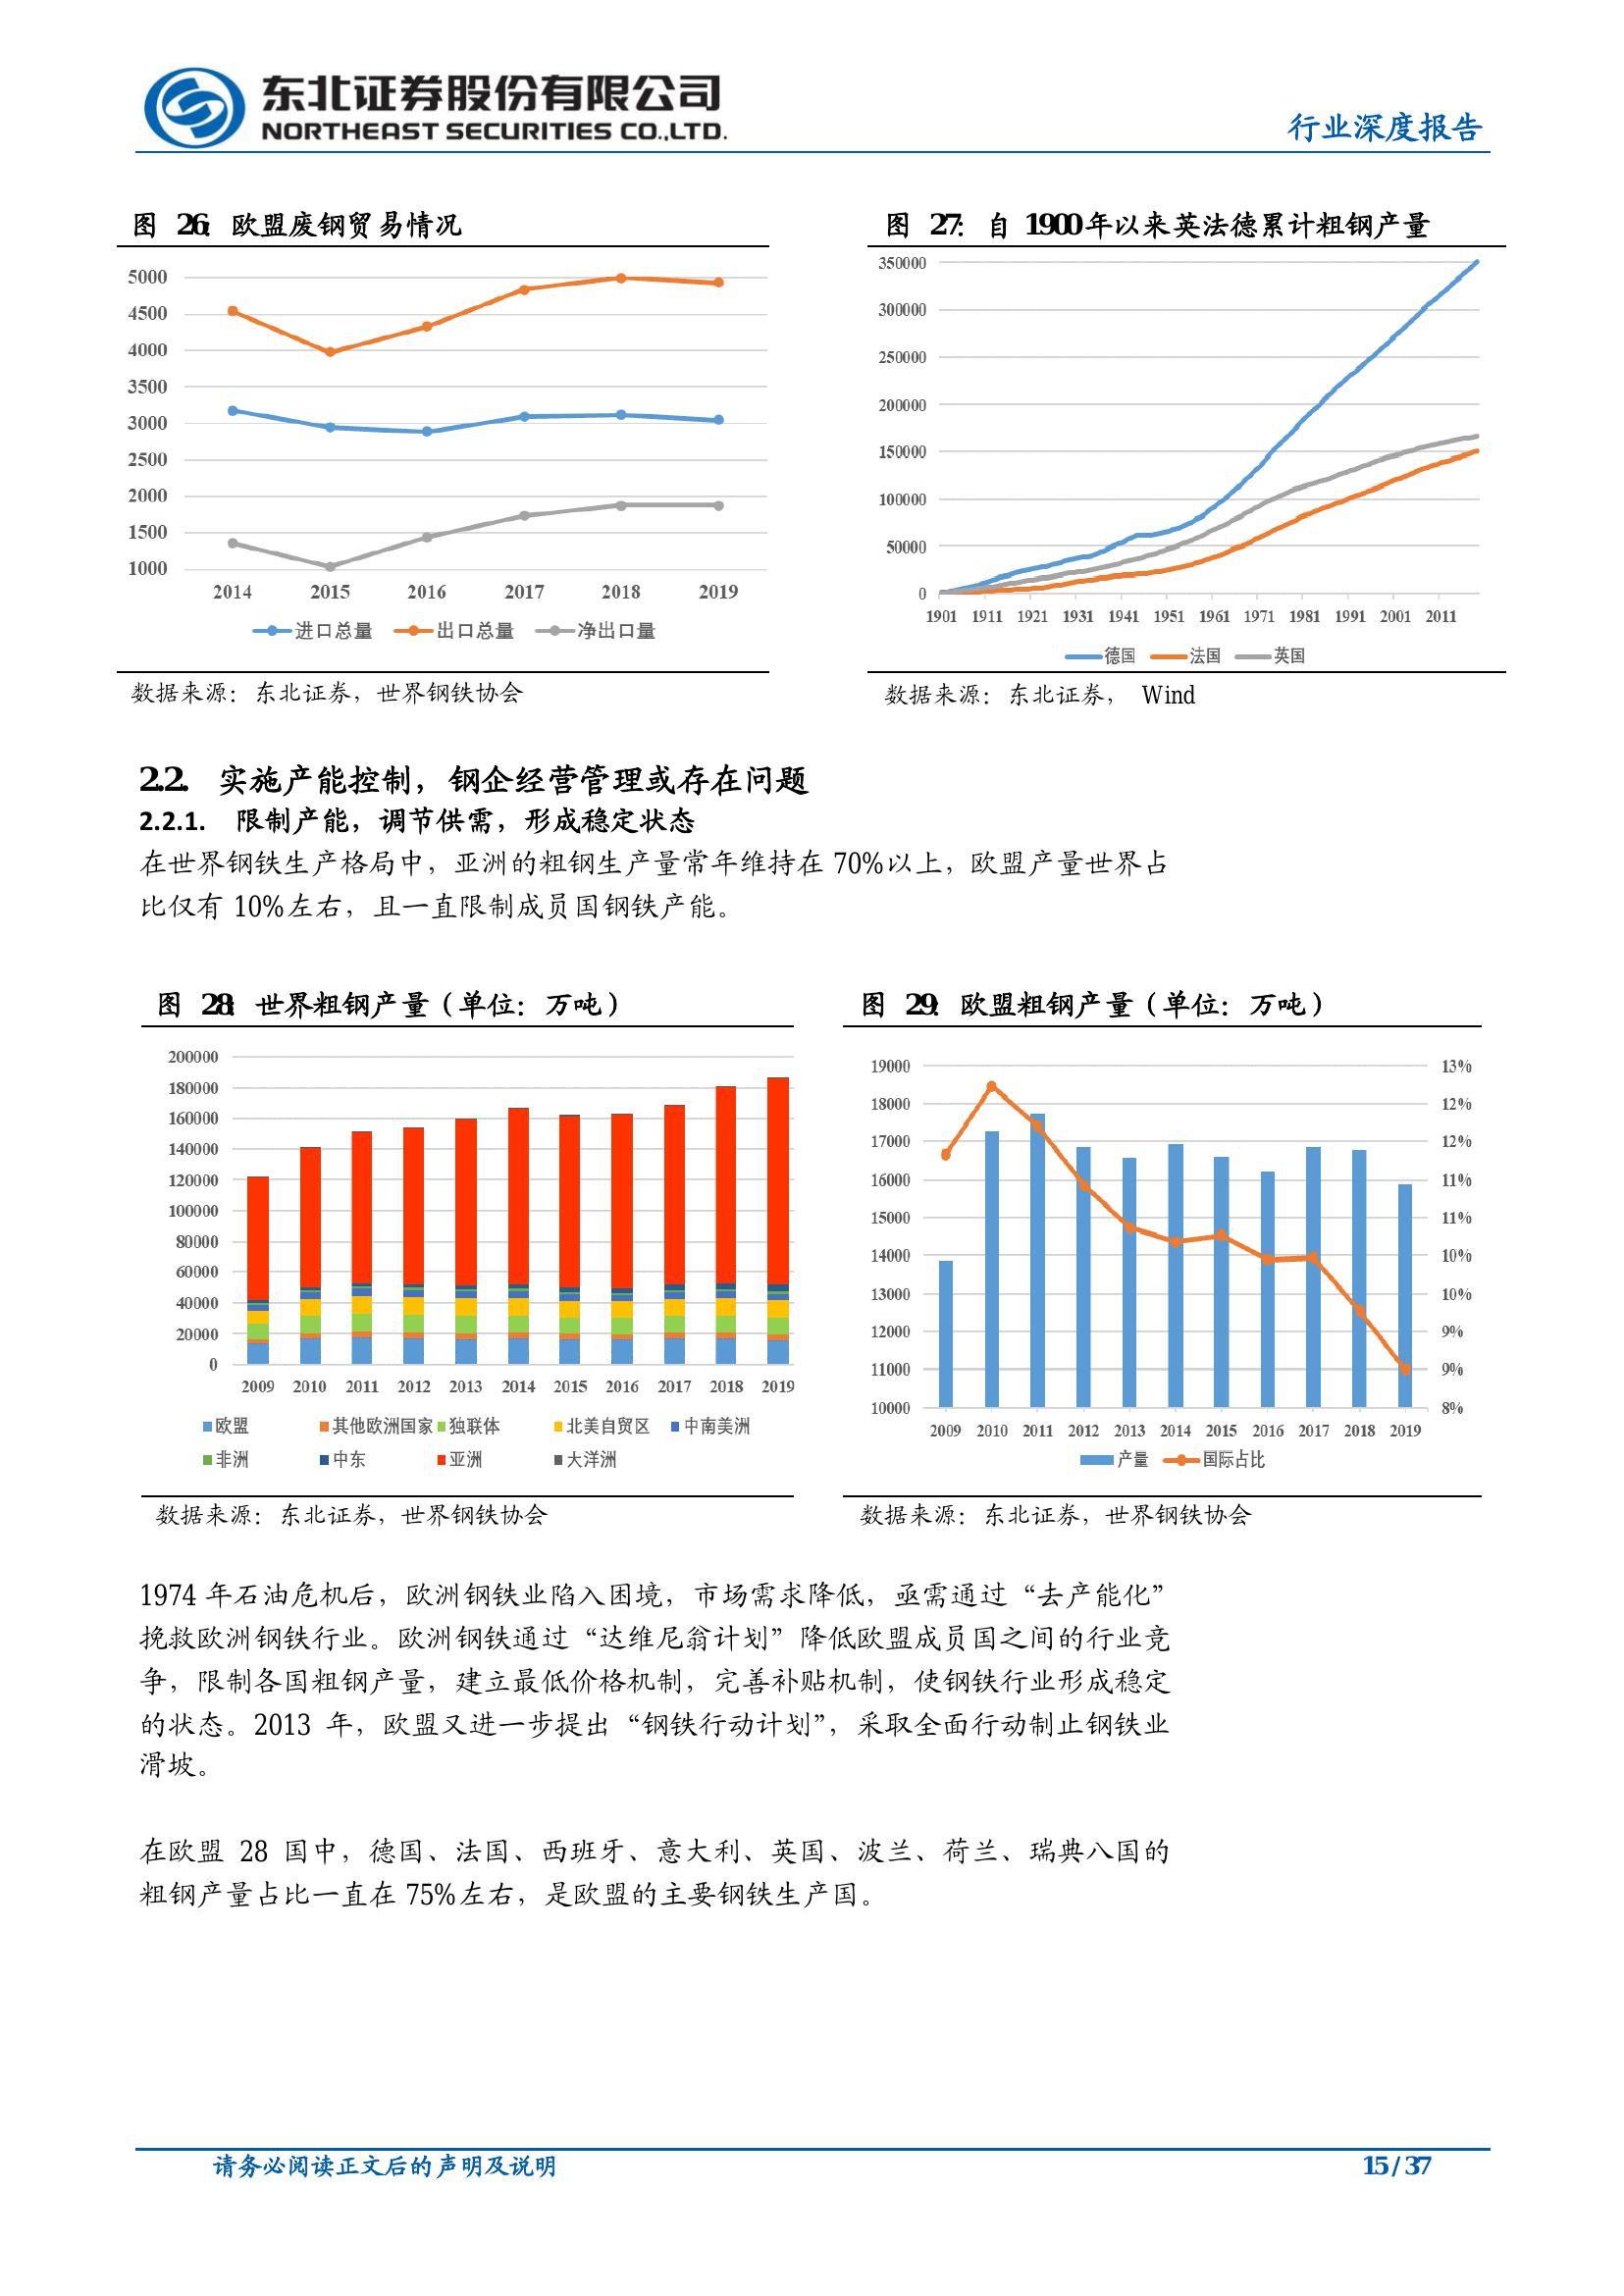 东北证券股份有限公司
NORTHEAST SECURITIES CO.,LTD.
行业深度报告
图 26: 欧盟废钢贸易情况
5000
4500
4000
3500
3000
2500
2000
1500
1000
2014 2015 2016 2017 2018 2019
进口总量 出口总量 净出口量
数据来源：东北证券，世界钢铁协会
图 27: 自 1900 年以来英法德累计粗钢产量
350000
300000
250000
200000
150000
100000
50000
0
1901 1911 1921 1931 1941 1951 1961 1971 1981 1991 2001 2011
德国 法国 英国
数据来源：东北证券， Wind
2.2. 实施产能控制，钢企经营管理或存在问题
2.2.1. 限制产能，调节供需，形成稳定状态
在世界钢铁生产格局中，亚洲的粗钢生产量常年维持在 70%以上，欧盟产量世界占
比仅有 10%左右，且一直限制成员国钢铁产能。
图 28: 世界粗钢产量（单位：万吨）
200000
180000
160000
140000
120000
100000
80000
60000
40000
20000
0
2009 2010 2011 2012 2013 2014 2015 2016 2017 2018 2019
欧盟 其他欧洲国家 独联体 北美自贸区 中南美洲
非洲 中东 亚洲 大洋洲
数据来源：东北证券，世界钢铁协会
图 29: 欧盟粗钢产量（单位：万吨）
19000 13%
18000 12%
17000 12%
16000 11%
15000 11%
14000 10%
13000 10%
12000 9%
11000 9%
10000 8%
2009 2010 2011 2012 2013 2014 2015 2016 2017 2018 2019
产量 国际占比
数据来源：东北证券，世界钢铁协会
1974 年石油危机后，欧洲钢铁业陷入困境，市场需求降低，亟需通过“去产能化”
挽救欧洲钢铁行业。欧洲钢铁通过“达维尼翁计划”降低欧盟成员国之间的行业竞
争，限制各国粗钢产量，建立最低价格机制，完善补贴机制，使钢铁行业形成稳定
的状态。2013 年，欧盟又进一步提出“钢铁行动计划”，采取全面行动制止钢铁业
滑坡。
在欧盟 28 国中，德国、法国、西班牙、意大利、英国、波兰、荷兰、瑞典八国的
粗钢产量占比一直在 75%左右，是欧盟的主要钢铁生产国。
请务必阅读正文后的声明及说明
15 / 37